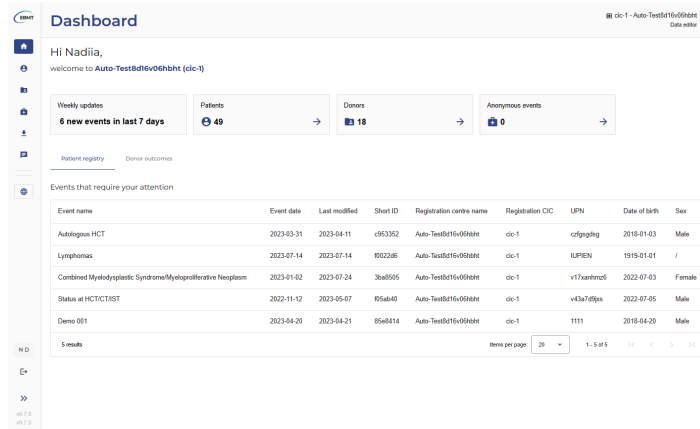 EBMT
Dashboard
cic-1 - Auto-Test8d16v06hbht
Data editor
Hi Nadiia,
welcome to Auto-Test8d16v06hbht (cic-1)
Weekly updates
6 new events in last 7 days
Patients
49
Donors
18
Anonymous events
0
Patient registry Donor outcomes
Events that require your attention
Event name Event date Last modified Short ID Registration centre name Registration CIC UPN Date of birth Sex
Autologous HCT 2023-03-31 2023-04-11 c953352 Auto-Test8d16v06hbht cic-1 czfgsgdsg 2018-01-03 Male
Lymphomas 2023-07-14 2023-07-14 f0022d6 Auto-Test8d16v06hbht cic-1 IUPIEN 1919-01-01 /
Combined Myelodysplastic Syndrome/Myeloproliferative Neoplasm 2023-01-02 2023-07-24 3ba8505 Auto-Test8d16v06hbht cic-1 v17xanhmz6 2022-07-03 Female
Status at HCT/CT/IST 2022-11-12 2023-05-07 f05ab40 Auto-Test8d16v06hbht cic-1 v43a7d9jxs 2022-07-05 Male
Demo 001 2023-04-20 2023-04-21 85e8414 Auto-Test8d16v06hbht cic-1 1111 2018-04-20 Male
5 results Items per page: 20 1 - 5 of 5
N D
v8.7.5
v8.7.5